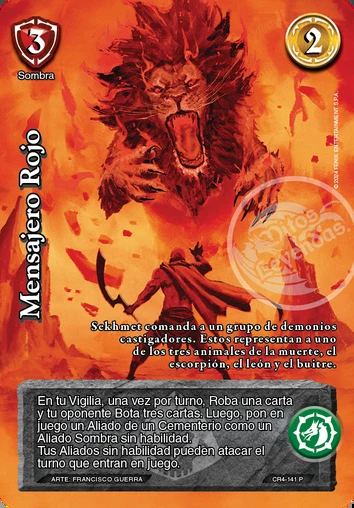 3
Sombra
2
Mensajero Rojo
© 2024 FENIX ENTERTAINMENT S.P.A.
Mitos
y
Leyendas.
Sekhmet comanda a un grupo de demonios
castigadores. Estos representan a uno
de los tres animales de la muerte, el
escorpión, el león y el buitre.
En tu Vigilia, una vez por turno, Roba una carta
y tu oponente Bota tres cartas. Luego, pon en
juego un Aliado de un Cementerio como un
Aliado Sombra sin habilidad.
Tus Aliados sin habilidad pueden atacar el
turno que entran en juego.
ARTE: FRANCISCO GUERRA
CR4-141 P